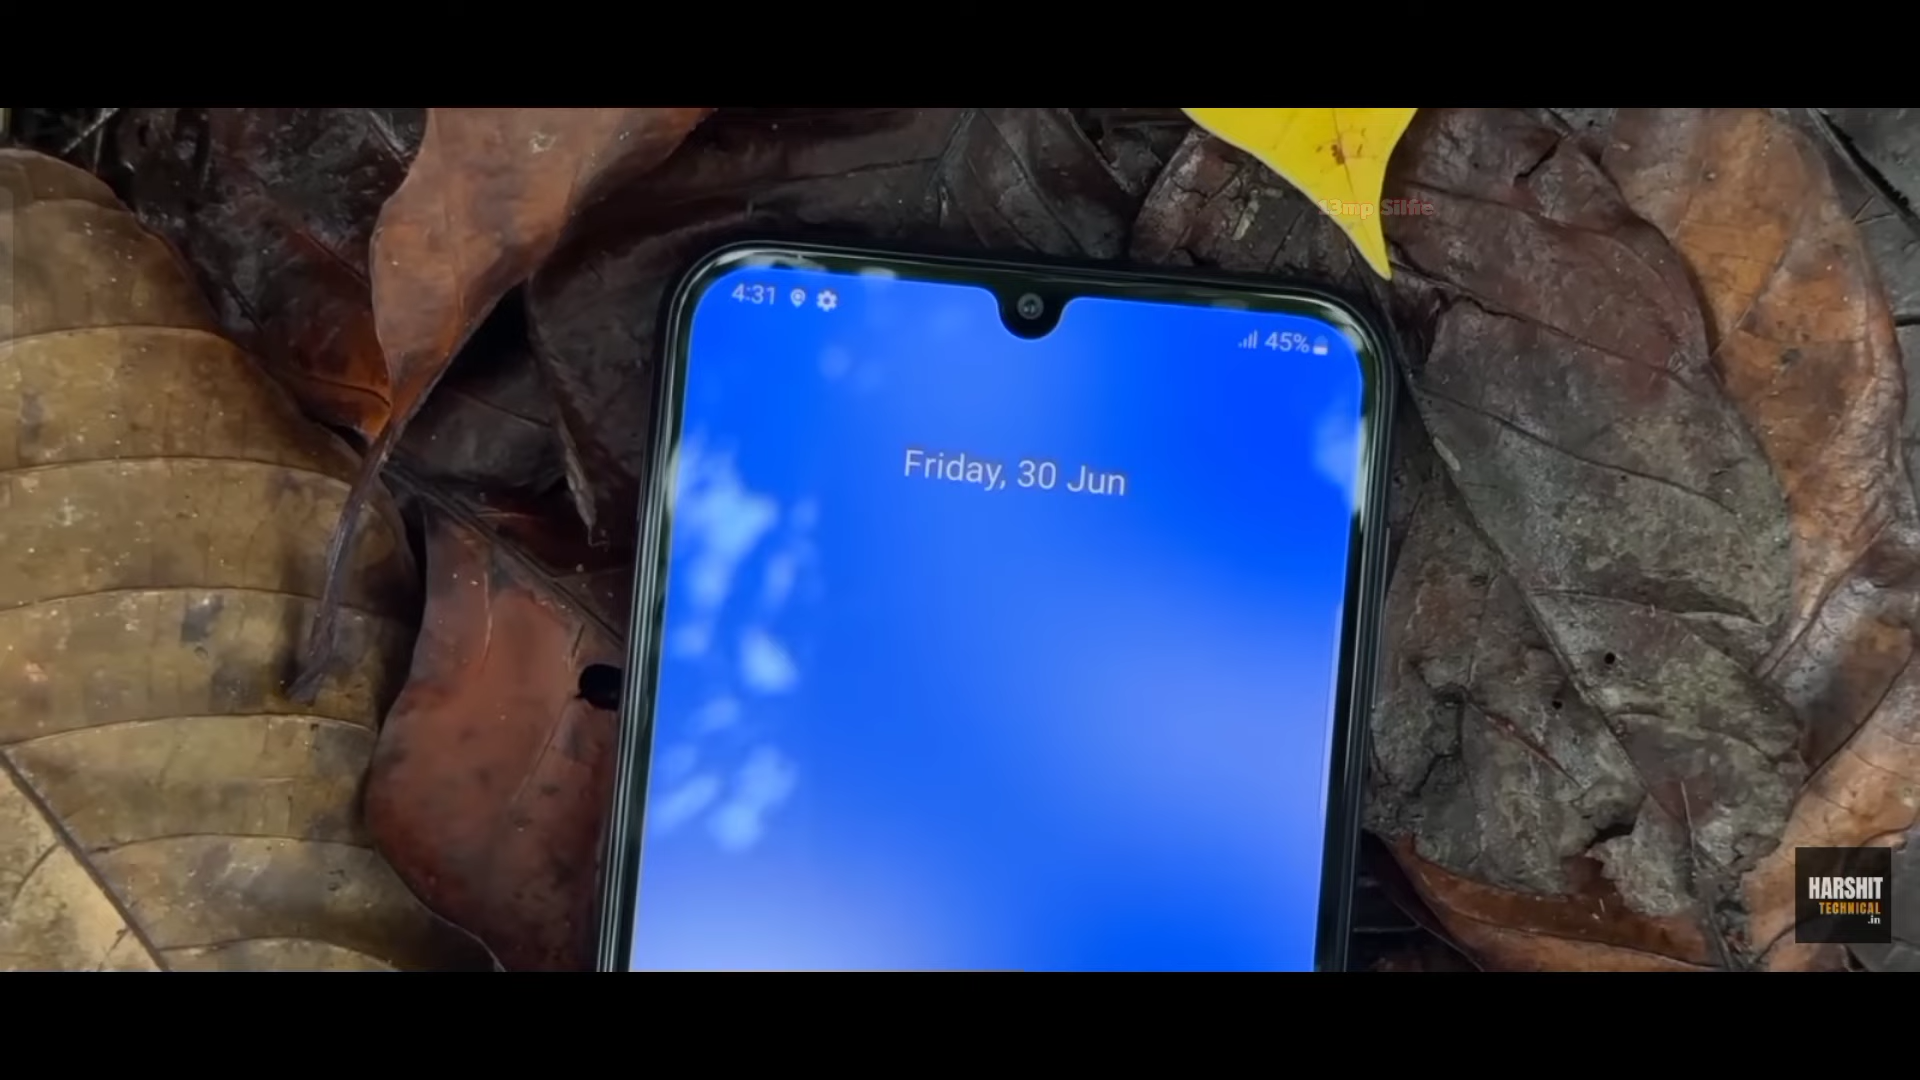 13mp Silfie
4:31
45%
Friday, 30 Jun
HARSHIT
TECHNICAL
.in